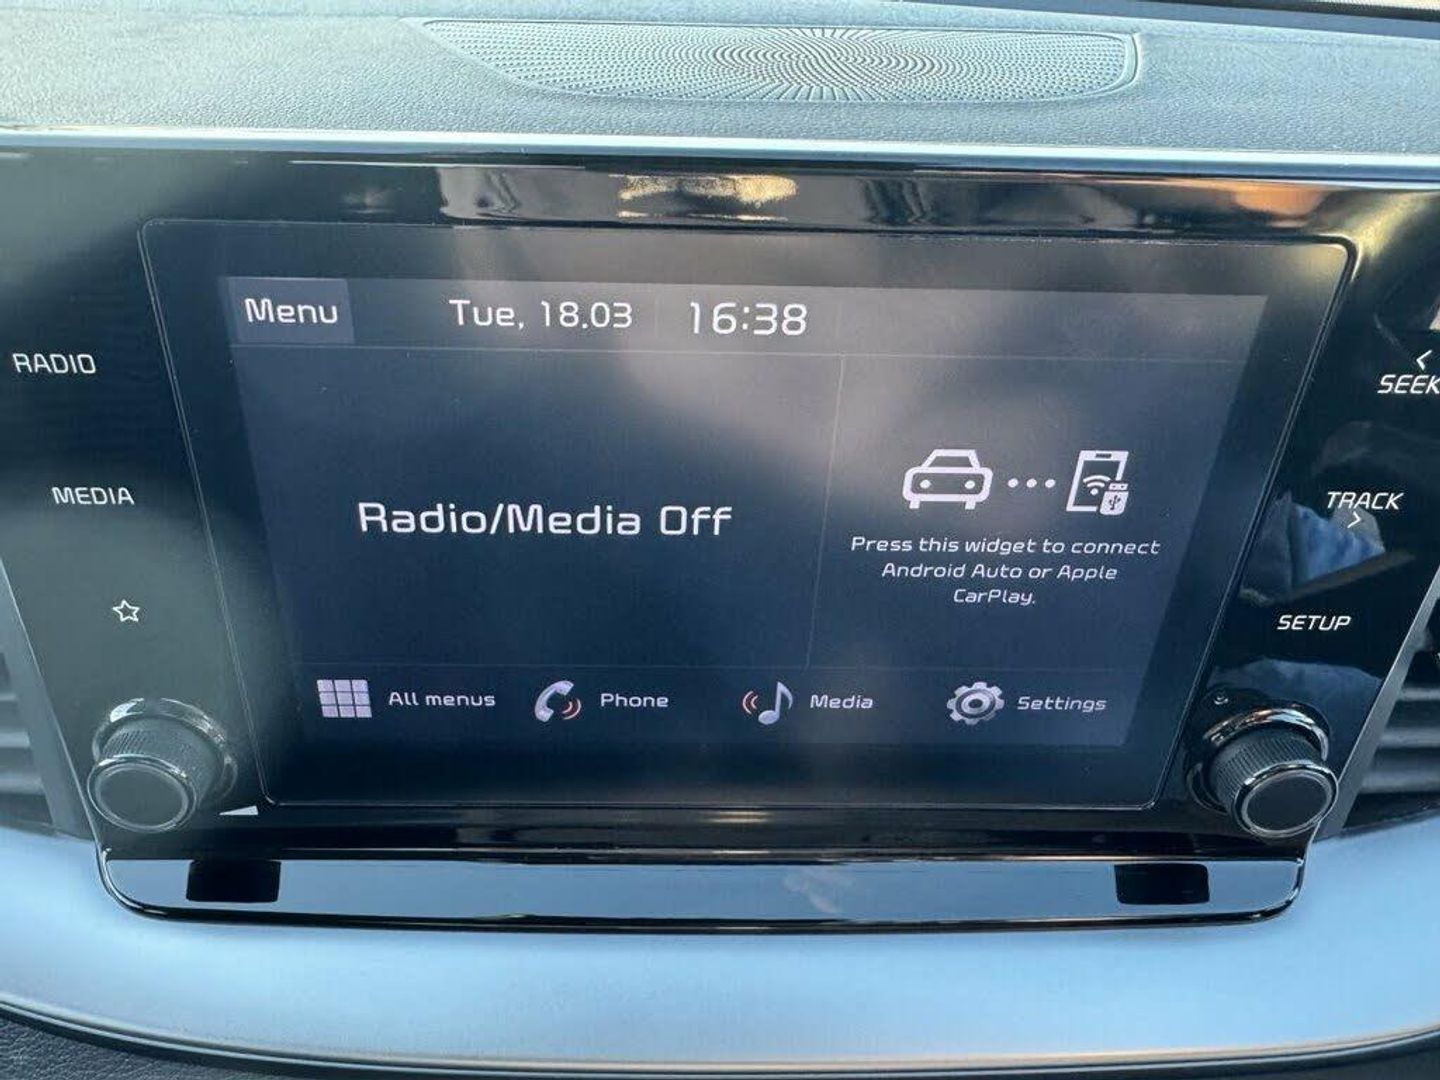 Menu
Tue, 18.03
16:38
RADIO
MEDIA
Radio/Media Off
Press this widget to connect
Android Auto or Apple
CarPlay.
All menus
Phone
Media
Settings
<
SEEK
TRACK
>
SETUP